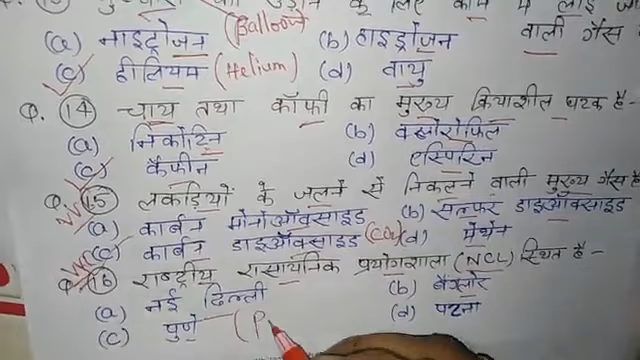 को उड़ाने के लिए काम में लाई
(a) नाइट्रोजन (Balloon) (b) हाइड्रोजन वाली गैस
(c) हीलियम (Helium) (d) वायु
Q. 14 चाय तथा कॉफी का मुख्य क्रियाशील घटक है-
(a) निकोटिन (b) क्लोरोफिल
(c) कैफीन (d) एस्पिरिन
Q. 15 लकड़ियों के जलने से निकलने वाली मुख्य गैस है
(a) कार्बन मोनोऑक्साइड (b) सल्फर डाइऑक्साइड
(c) कार्बन डाइऑक्साइड (CO2) (d) मेथेन
Q. 16 राष्ट्रीय रासायनिक प्रयोगशाला (NCL) स्थित है-
(a) नई दिल्ली (b) बैंग्लोर
(c) पुणे (P (d) पटना